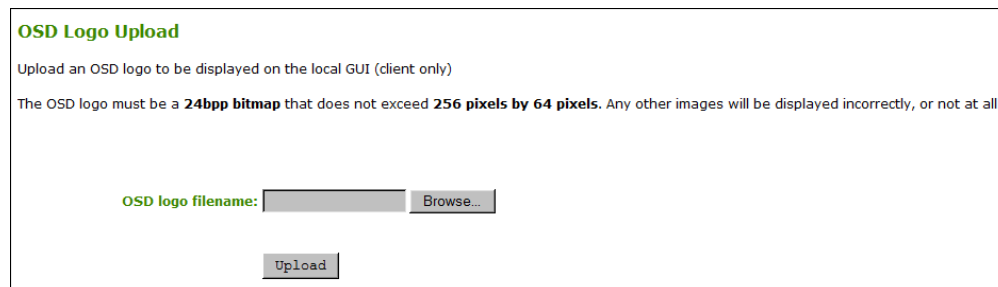 OSD Logo Upload
Upload an OSD logo to be displayed on the local GUI (client only)
The OSD logo must be a 24bpp bitmap that does not exceed 256 pixels by 64 pixels. Any other images will be displayed incorrectly, or not at all
OSD logo filename: Browse...
Upload